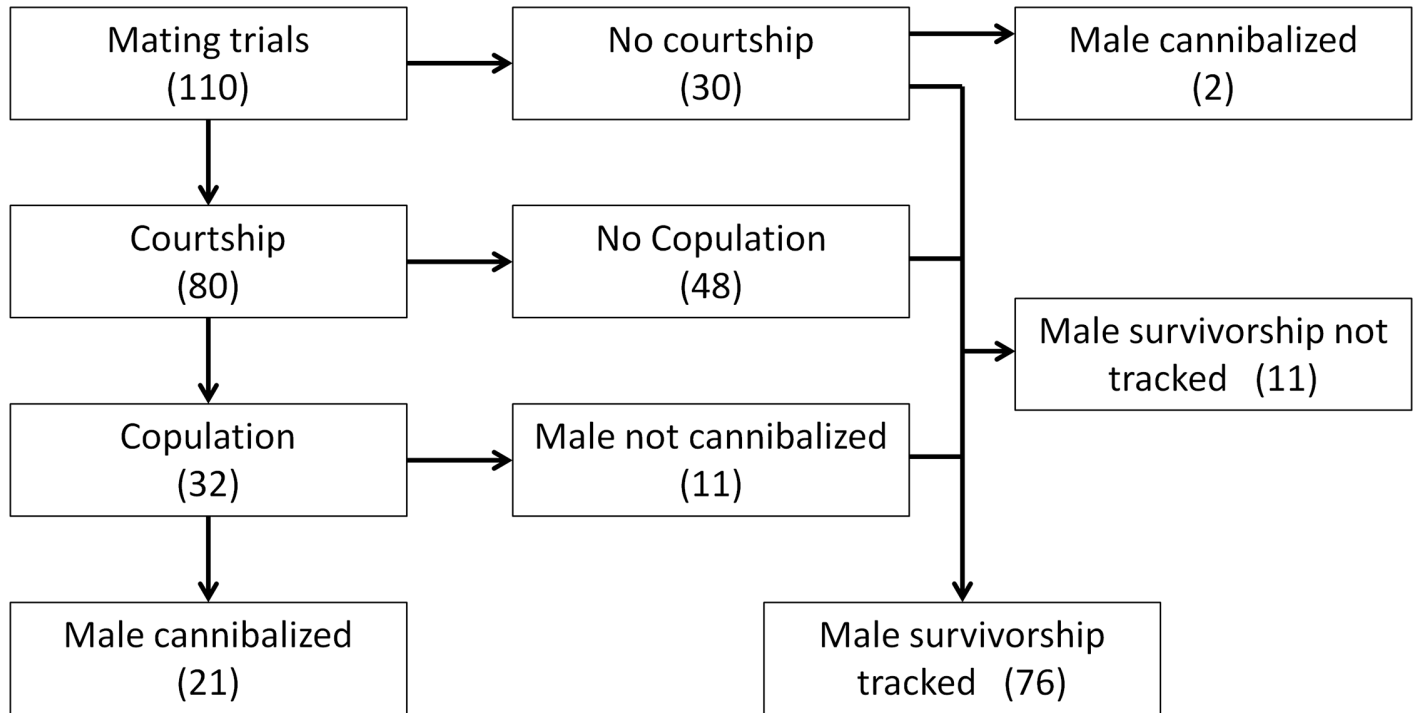 Mating trials
(110)
No courtship
(30)
Male cannibalized
(2)
Courtship
(80)
No Copulation
(48)
Male survivorship not
tracked (11)
Copulation
(32)
Male not cannibalized
(11)
Male cannibalized
(21)
Male survivorship
tracked (76)